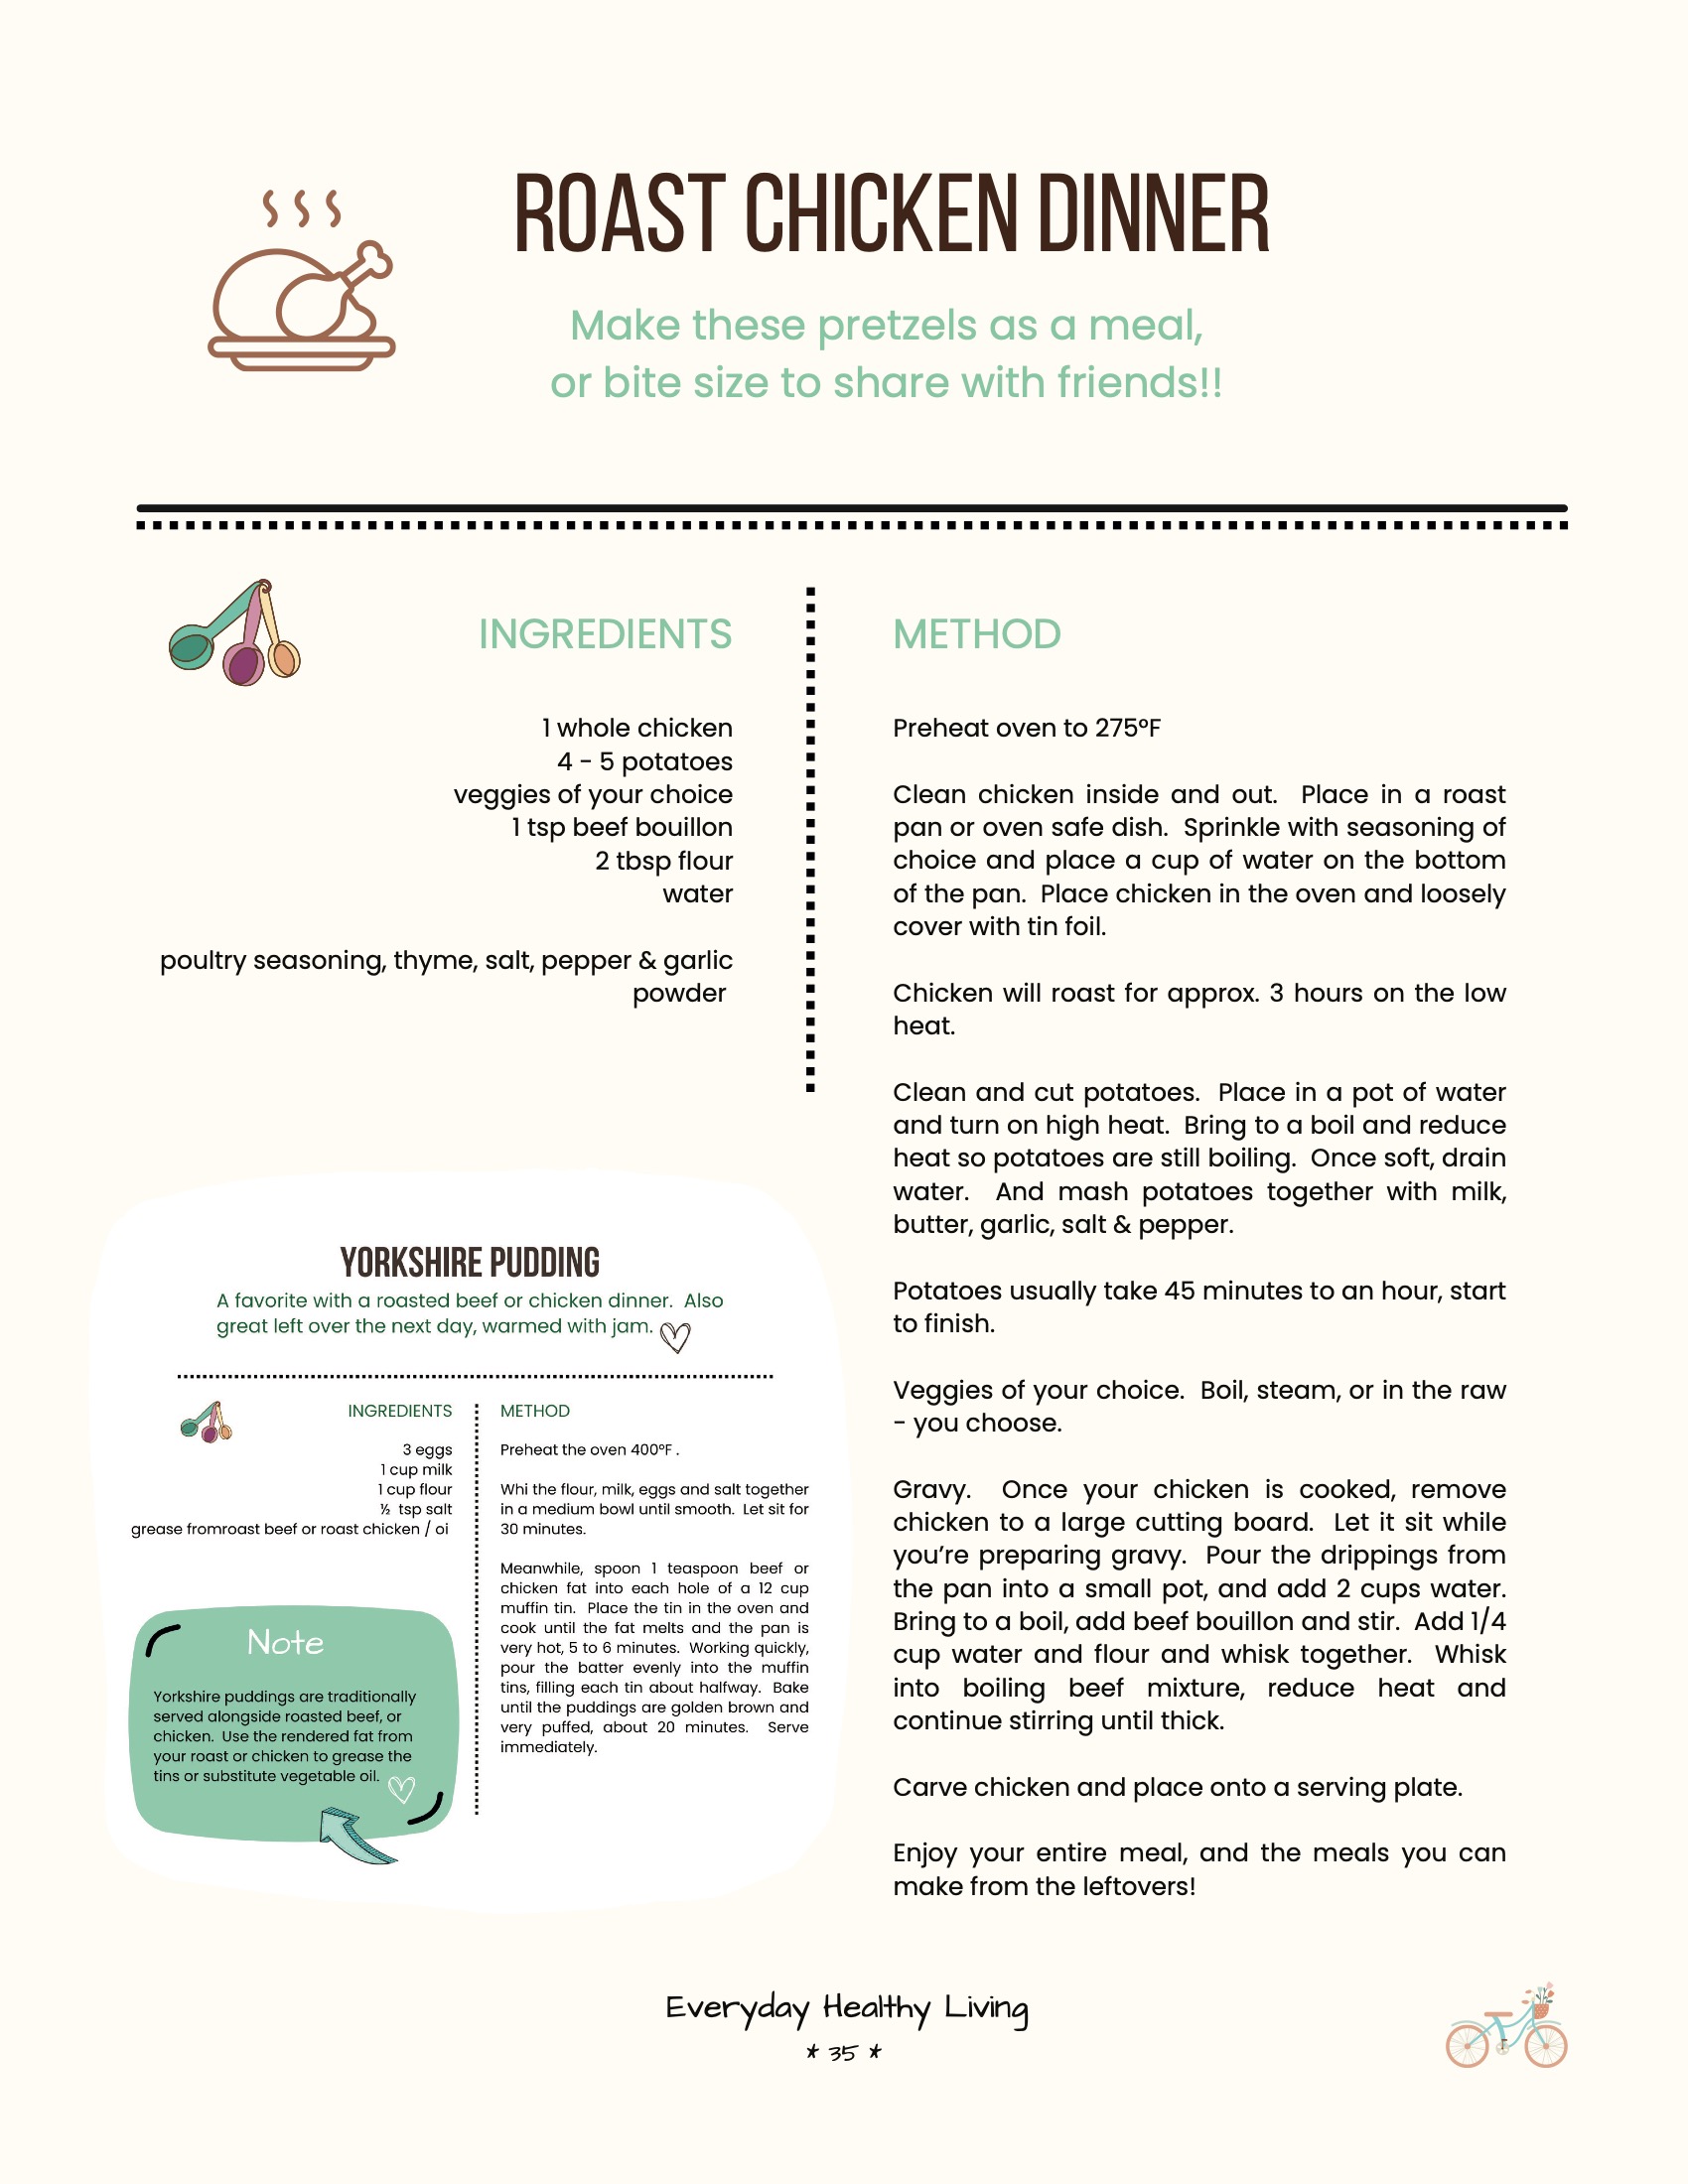 ROAST CHICKEN DINNER
Make these pretzels as a meal,
or bite size to share with friends!!
INGREDIENTS
1 whole chicken
4 - 5 potatoes
veggies of your choice
1 tsp beef bouillon
2 tbsp flour
water
poultry seasoning, thyme, salt, pepper & garlic
powder
METHOD
Preheat oven to 275°F
Clean chicken inside and out. Place in a roast
pan or oven safe dish. Sprinkle with seasoning of
choice and place a cup of water on the bottom
of the pan. Place chicken in the oven and loosely
cover with tin foil.
Chicken will roast for approx. 3 hours on the low
heat.
Clean and cut potatoes. Place in a pot of water
and turn on high heat. Bring to a boil and reduce
heat so potatoes are still boiling. Once soft, drain
water. And mash potatoes together with milk,
butter, garlic, salt & pepper.
Potatoes usually take 45 minutes to an hour, start
to finish.
Veggies of your choice. Boil, steam, or in the raw
- you choose.
Gravy. Once your chicken is cooked, remove
chicken to a large cutting board. Let it sit while
you're preparing gravy. Pour the drippings from
the pan into a small pot, and add 2 cups water.
Bring to a boil, add beef bouillon and stir. Add 1/4
cup water and flour and whisk together. Whisk
into boiling beef mixture, reduce heat and
continue stirring until thick.
Carve chicken and place onto a serving plate.
Enjoy your entire meal, and the meals you can
make from the leftovers!
YORKSHIRE PUDDING
A favorite with a roasted beef or chicken dinner. Also
great left over the next day, warmed with jam.
INGREDIENTS
3 eggs
1 cup milk
1 cup flour
½ tsp salt
grease fromroast beef or roast chicken / oi
METHOD
Preheat the oven 400°F .
Whi the flour, milk, eggs and salt together
in a medium bowl until smooth. Let sit for
30 minutes.
Meanwhile, spoon 1 teaspoon beef or
chicken fat into each hole of a 12 cup
muffin tin. Place the tin in the oven and
cook until the fat melts and the pan is
very hot, 5 to 6 minutes. Working quickly,
pour the batter evenly into the muffin
tins, filling each tin about halfway. Bake
until the puddings are golden brown and
very puffed, about 20 minutes. Serve
immediately.
Note
Yorkshire puddings are traditionally
served alongside roasted beef, or
chicken. Use the rendered fat from
your roast or chicken to grease the
tins or substitute vegetable oil.
Everyday Healthy Living
* 35 *